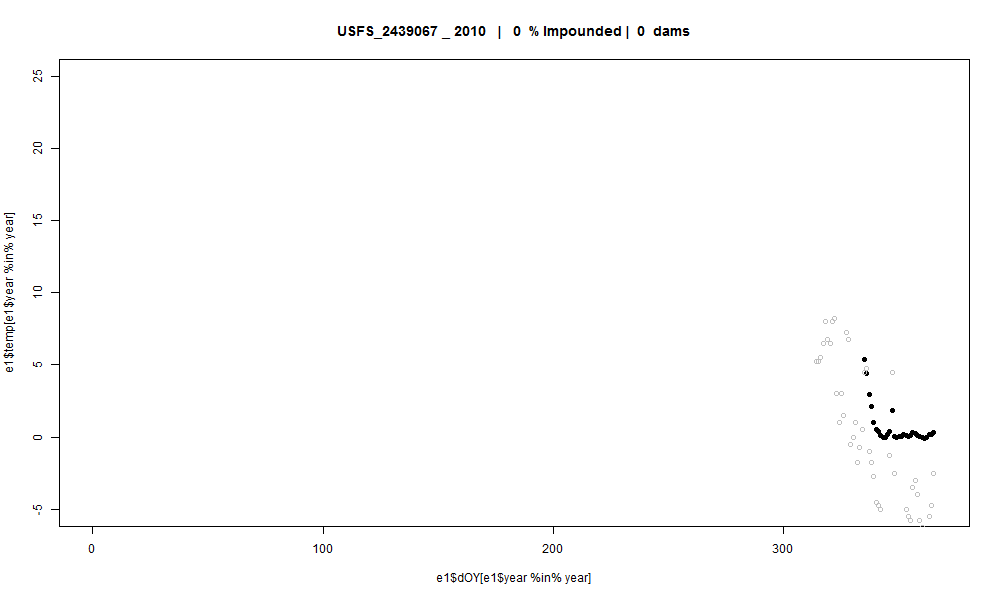 USFS_2439067 _ 2010 | 0 % Impounded | 0 dams
25
20
15
10
5
0
-5
e1$temp[e1$year %in% year]
0 100 200 300
e1$dOY[e1$year %in% year]